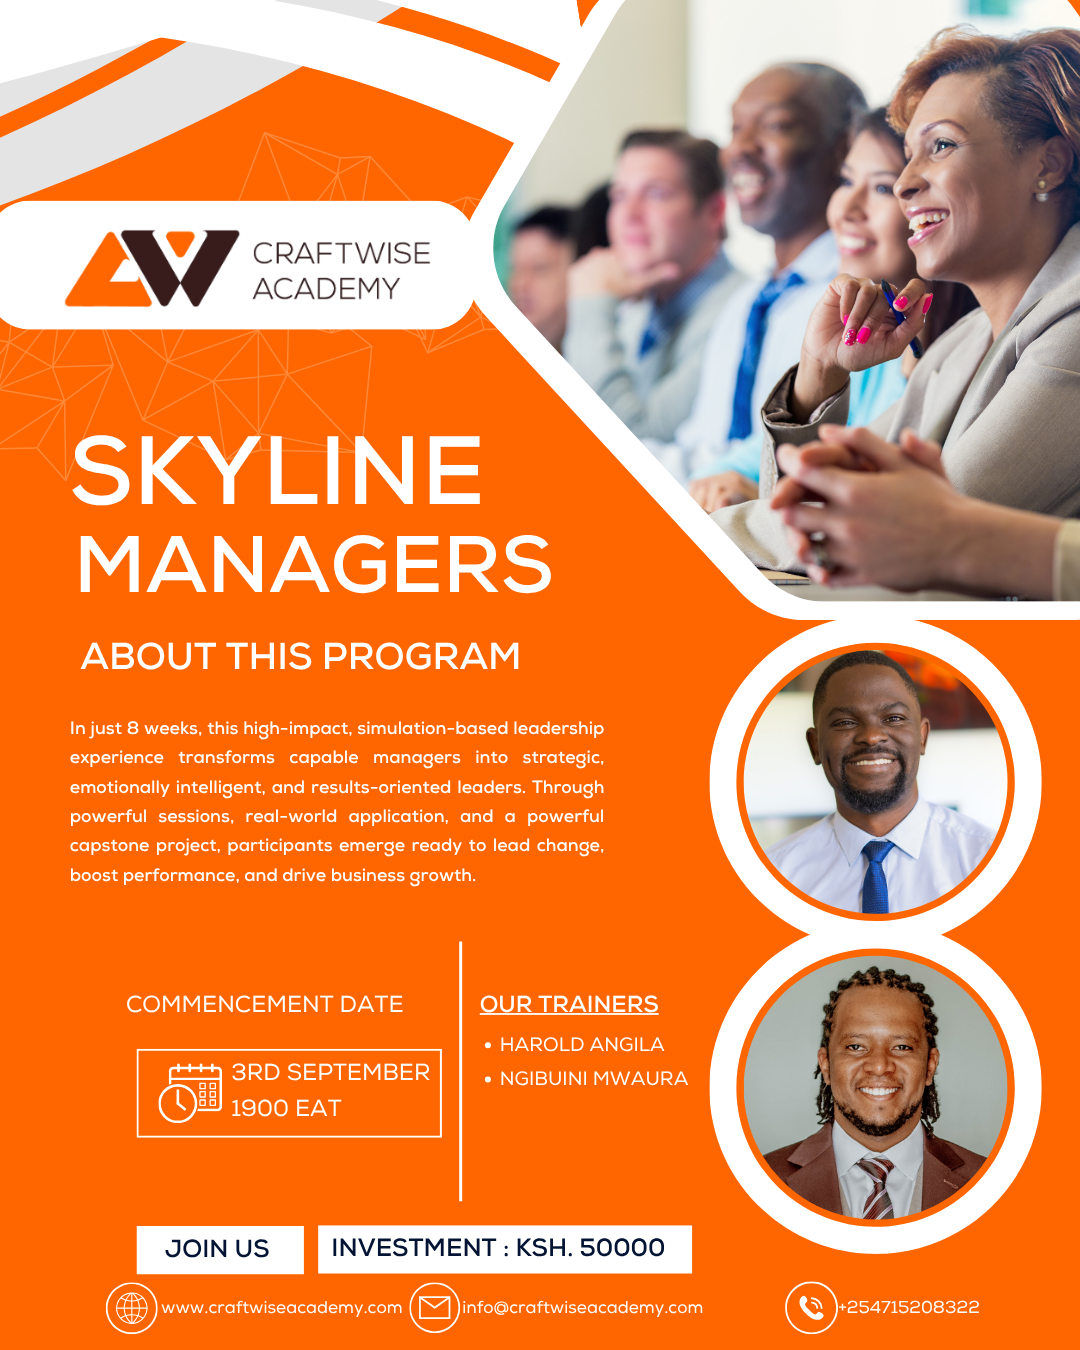 CRAFTWISE
ACADEMY
SKYLINE
MANAGERS
ABOUT THIS PROGRAM
In just 8 weeks, this high-impact, simulation-based leadership
experience transforms capable managers into strategic,
emotionally intelligent, and results-oriented leaders. Through
powerful sessions, real-world application, and a powerful
capstone project, participants emerge ready to lead change,
boost performance, and drive business growth.
COMMENCEMENT DATE
3RD SEPTEMBER
1900 EAT
OUR TRAINERS
• HAROLD ANGILA
• NGIBUINI MWAURA
JOIN US
INVESTMENT : KSH. 50000
www.craftwiseacademy.com
info@craftwiseacademy.com
+254715208322